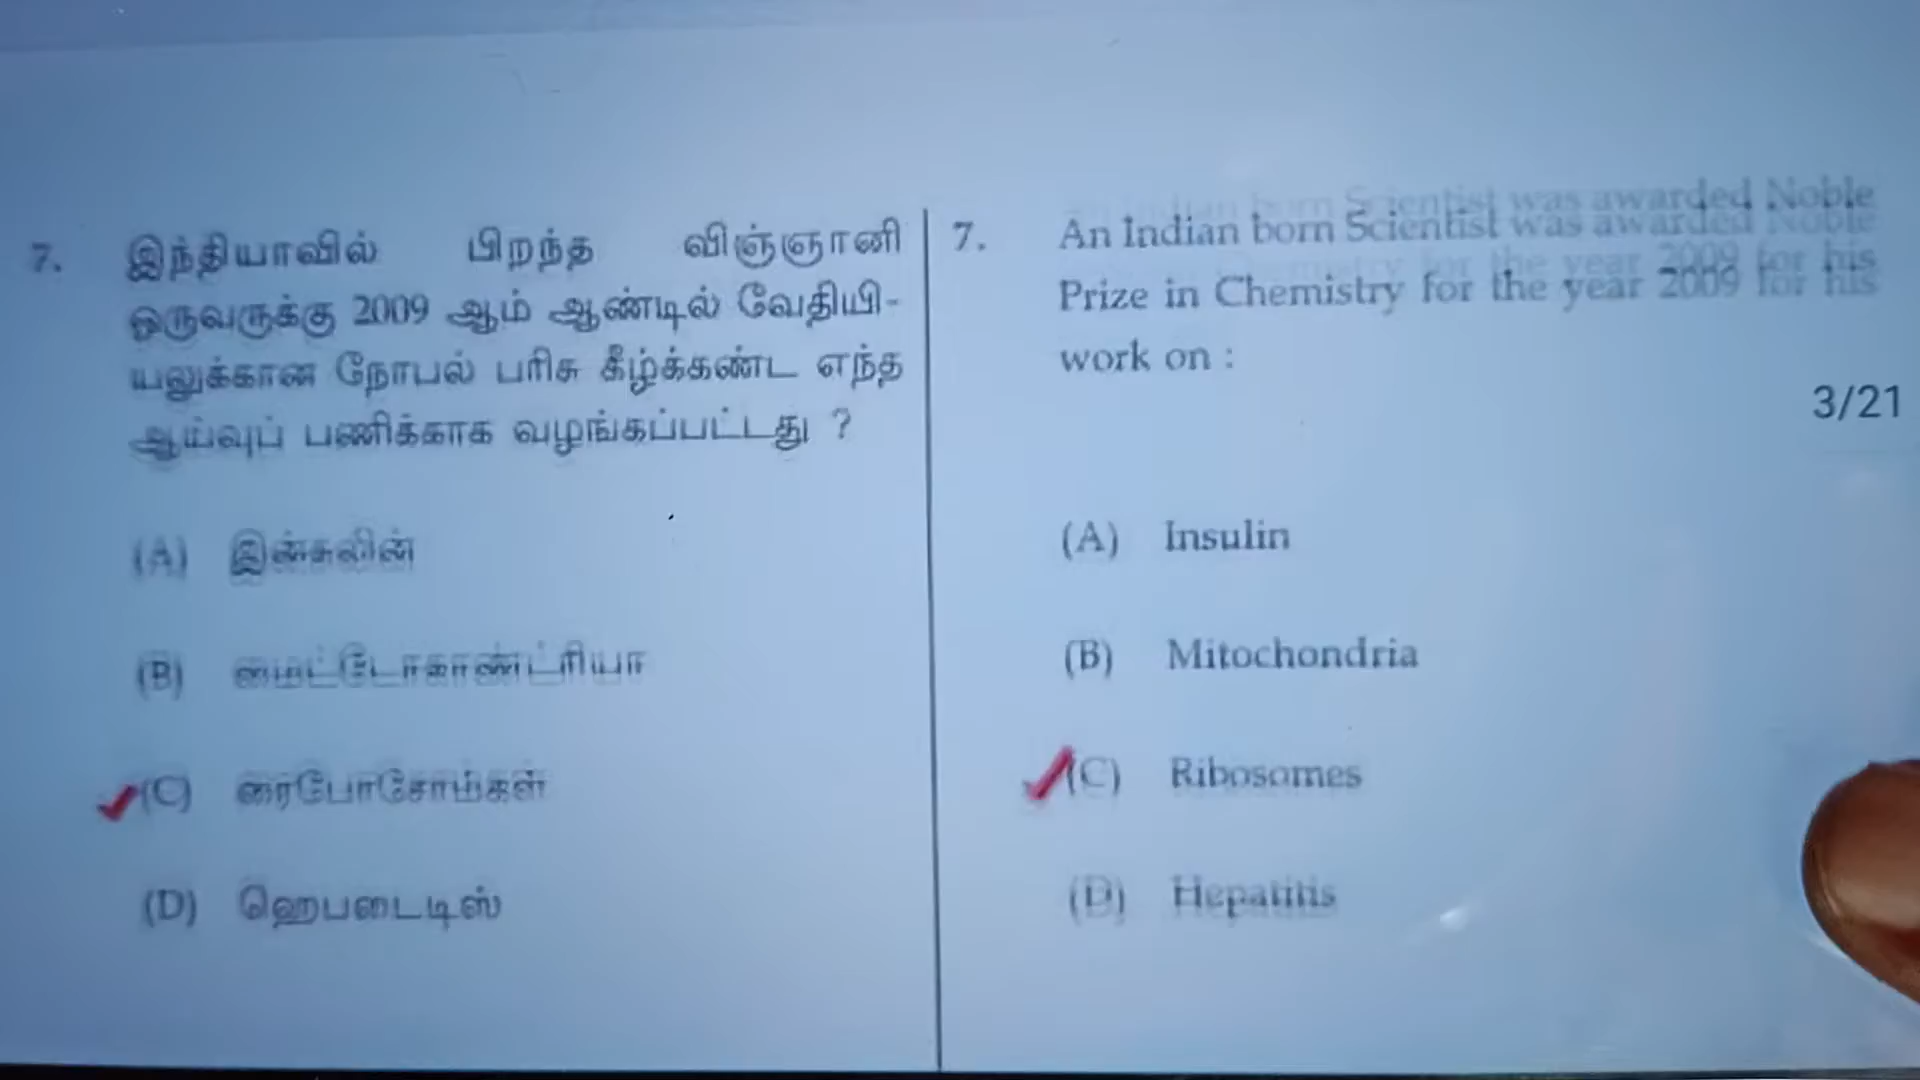 7. இந்தியாவில் பிறந்த விஞ்ஞானி
ஒருவருக்கு 2009 ஆம் ஆண்டில் வேதியி-
யலுக்கான நோபல் பரிசு கீழ்க்கண்ட எந்த
ஆய்வுப் பணிக்காக வழங்கப்பட்டது ?
(A) இன்சுலின்
(B) மைட்டோகாண்ட்ரியா
(C) ரைபோசோம்கள்
(D) ஹெபடைடிஸ்
7. An Indian born Scientist was awarded Noble
Prize in Chemistry for the year 2009 for his
work on :
3/21
(A) Insulin
(B) Mitochondria
(C) Ribosomes
(D) Hepatitis